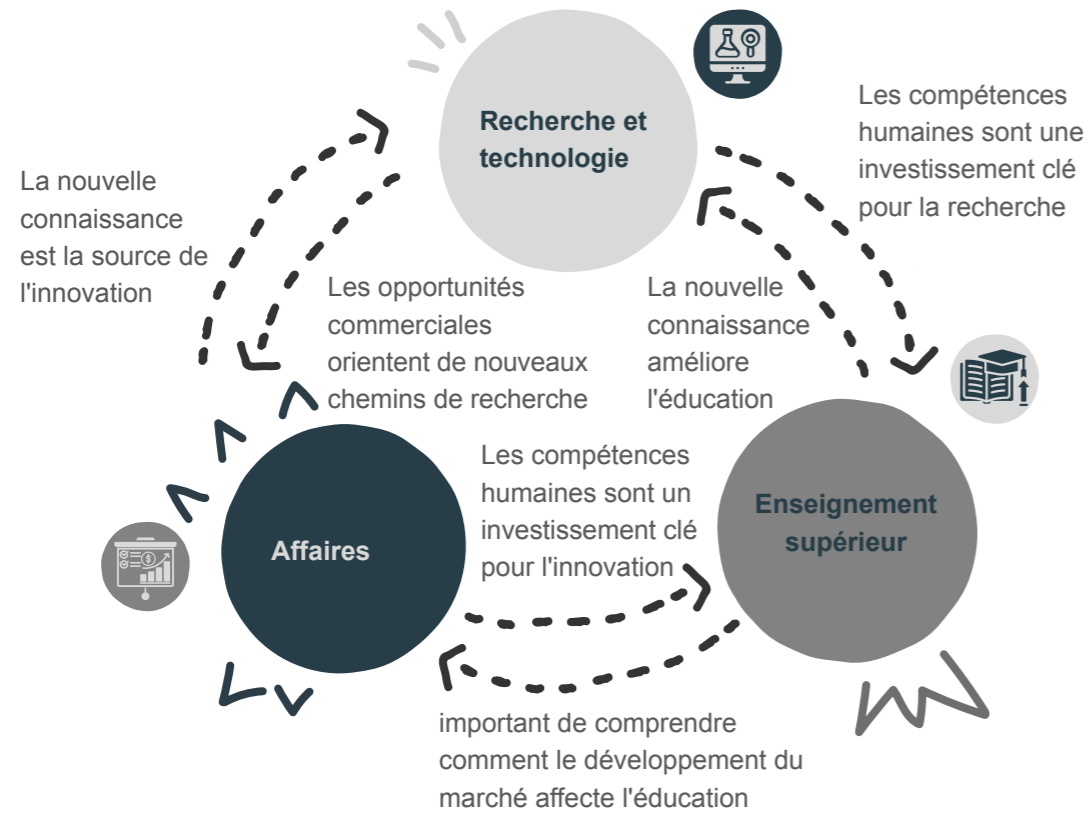 Recherche et
technologie
Les compétences
humaines sont une
investissement clé
pour la recherche
La nouvelle
connaissance
est la source de
l'innovation
Les opportunités
commerciales
orientent de nouveaux
chemins de recherche
La nouvelle
connaissance
améliore
l'éducation
Les compétences
humaines sont un
investissement clé
pour l'innovation
Affaires
Enseignement
supérieur
important de comprendre
comment le développement du
marché affecte l'éducation